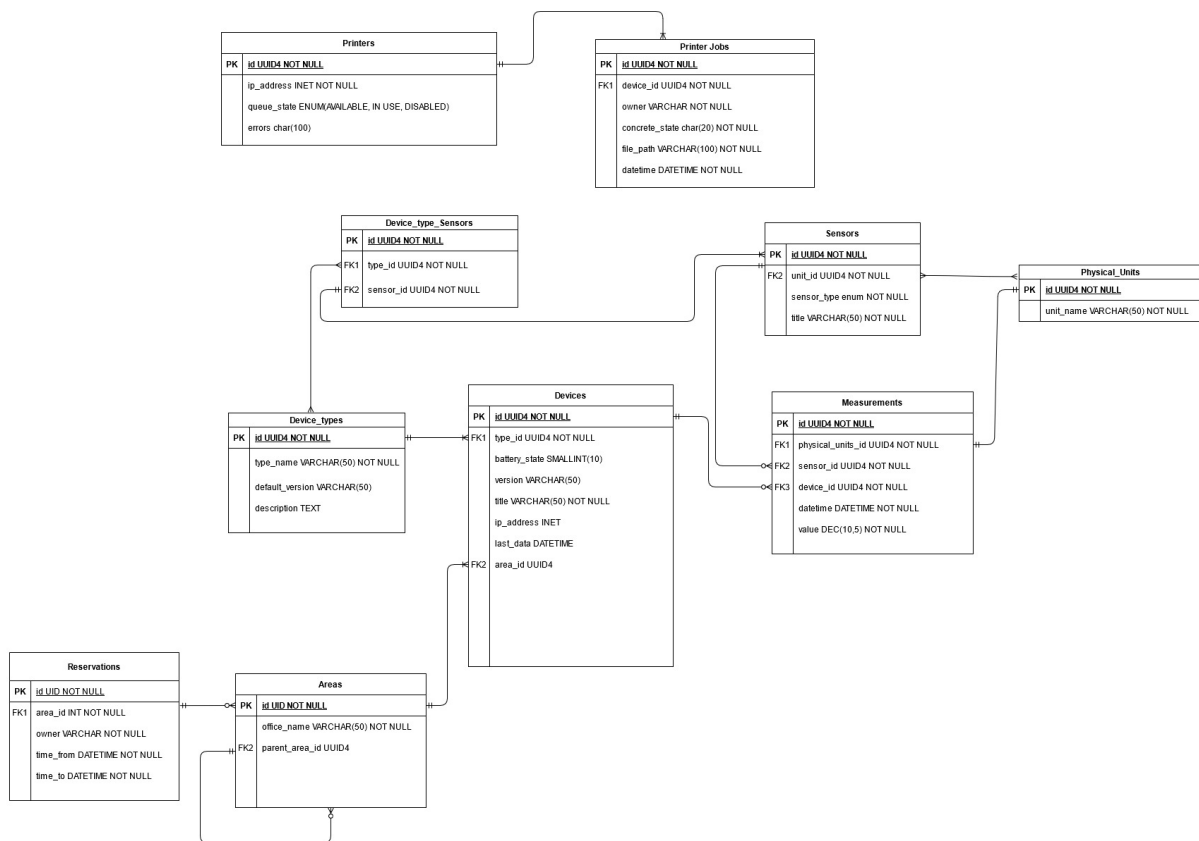 Printers
PK id UUID4 NOT NULL
ip_address INET NOT NULL
queue_state ENUM(AVAILABLE, IN USE, DISABLED)
errors char(100)
Printer Jobs
PK id UUID4 NOT NULL
FK1 device_id UUID4 NOT NULL
owner VARCHAR NOT NULL
concrete_state char(20) NOT NULL
file_path VARCHAR(100) NOT NULL
datetime DATETIME NOT NULL
Device_type_Sensors
PK id UUID4 NOT NULL
FK1 type_id UUID4 NOT NULL
FK2 sensor_id UUID4 NOT NULL
Sensors
PK id UUID4 NOT NULL
FK2 unit_id UUID4 NOT NULL
sensor_type enum NOT NULL
title VARCHAR(50) NOT NULL
Physical_Units
PK id UUID4 NOT NULL
unit_name VARCHAR(50) NOT NULL
Device_types
PK id UUID4 NOT NULL
type_name VARCHAR(50) NOT NULL
default_version VARCHAR(50)
description TEXT
Devices
PK id UUID4 NOT NULL
FK1 type_id UUID4 NOT NULL
battery_state SMALLINT(10)
version VARCHAR(50)
title VARCHAR(50) NOT NULL
ip_address INET
last_data DATETIME
FK2 area_id UUID4
Measurements
PK id UUID4 NOT NULL
FK1 physical_units_id UUID4 NOT NULL
FK2 sensor_id UUID4 NOT NULL
FK3 device_id UUID4 NOT NULL
datetime DATETIME NOT NULL
value DEC(10,5) NOT NULL
Reservations
PK id UID NOT NULL
FK1 area_id INT NOT NULL
owner VARCHAR NOT NULL
time_from DATETIME NOT NULL
time_to DATETIME NOT NULL
Areas
PK id UID NOT NULL
office_name VARCHAR(50) NOT NULL
FK2 parent_area_id UUID4